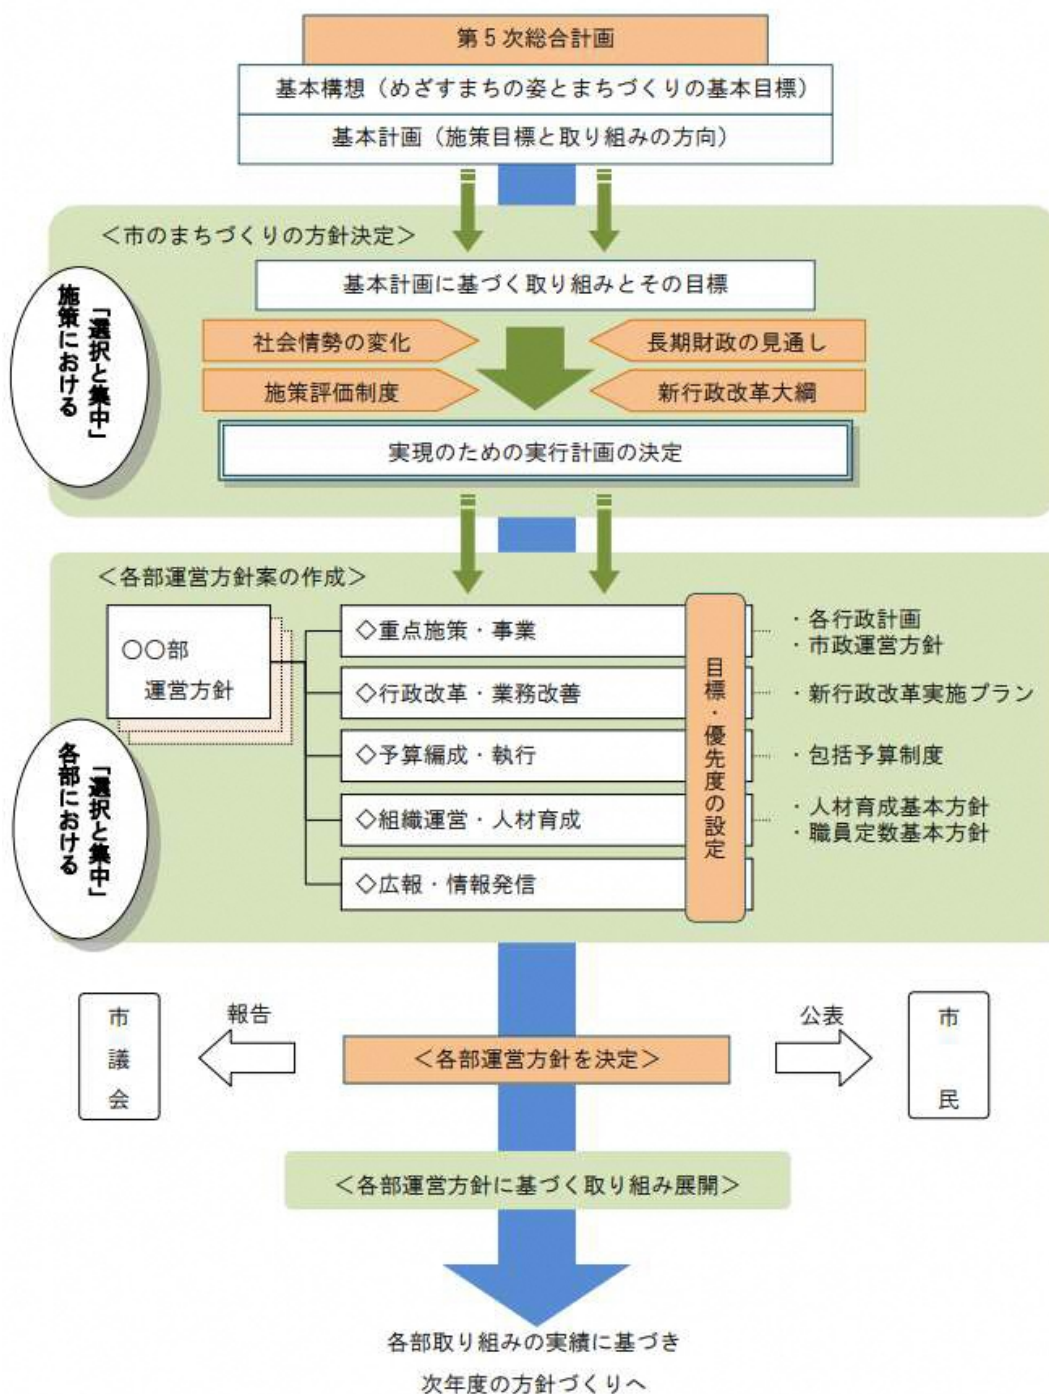 第5次総合計画
基本構想（めざすまちの姿とまちづくりの基本目標）
基本計画（施策目標と取り組みの方向）
＜市のまちづくりの方針決定＞
施策における
「選択と集中」
基本計画に基づく取り組みとその目標
社会情勢の変化
長期財政の見通し
施策評価制度
新行政改革大綱
実現のための実行計画の決定
＜各部運営方針案の作成＞
〇〇部
運営方針
各部における
「選択と集中」
◇重点施策・事業
◇行政改革・業務改善
◇予算編成・執行
◇組織運営・人材育成
◇広報・情報発信
目標・優先度の設定
・各行政計画
・市政運営方針
・新行政改革実施プラン
・包括予算制度
・人材育成基本方針
・職員定数基本方針
市議会
報告
＜各部運営方針を決定＞
公表
市民
＜各部運営方針に基づく取り組み展開＞
各部取り組みの実績に基づき
次年度の方針づくりへ